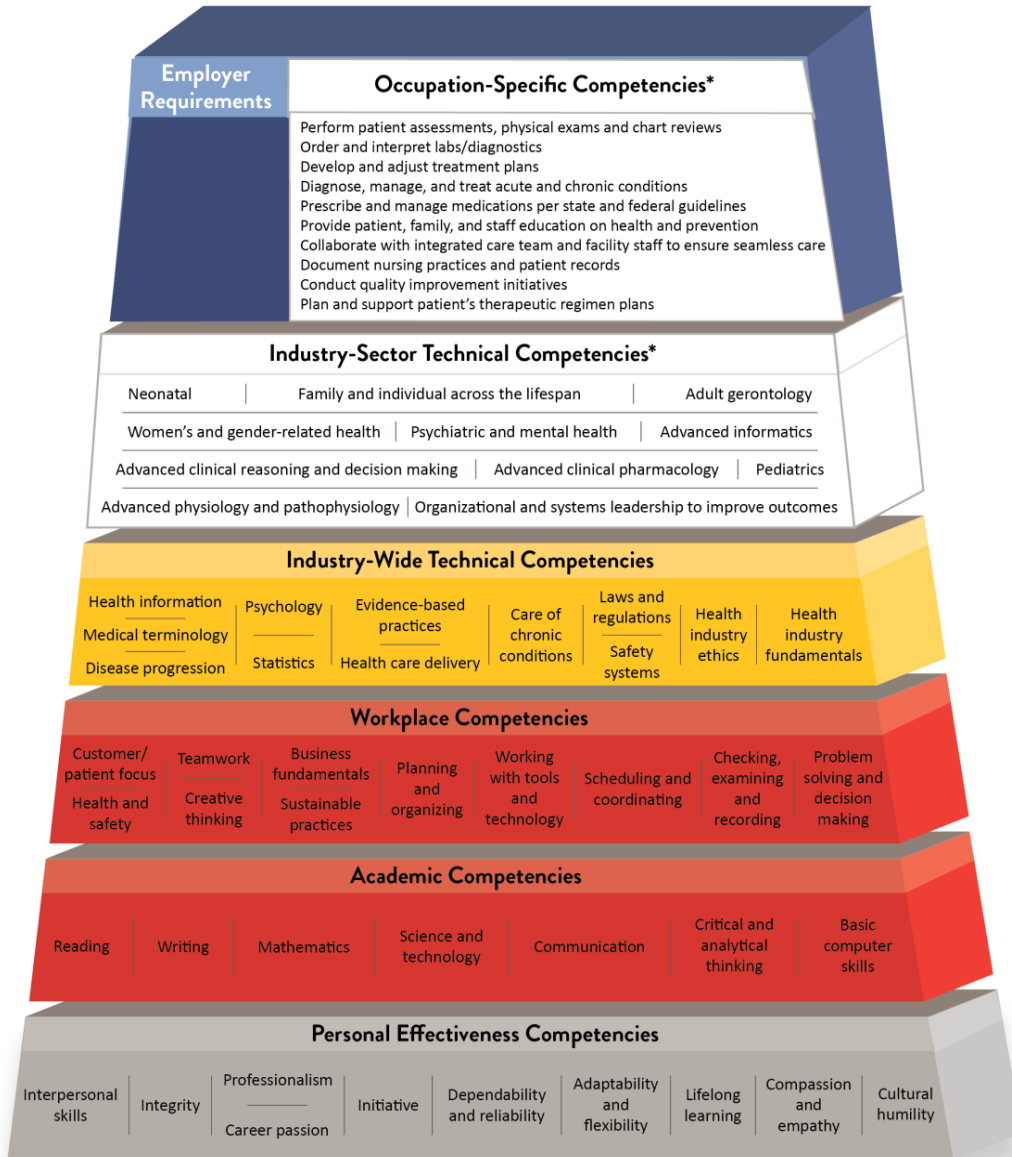 Employer
Requirements
Occupation-Specific Competencies*
Perform patient assessments, physical exams and chart reviews
Order and interpret labs/diagnostics
Develop and adjust treatment plans
Diagnose, manage, and treat acute and chronic conditions
Prescribe and manage medications per state and federal guidelines
Provide patient, family, and staff education on health and prevention
Collaborate with integrated care team and facility staff to ensure seamless care
Document nursing practices and patient records
Conduct quality improvement initiatives
Plan and support patient’s therapeutic regimen plans
Industry-Sector Technical Competencies*
Neonatal
Family and individual across the lifespan
Adult gerontology
Women’s and gender-related health
Psychiatric and mental health
Advanced informatics
Advanced clinical reasoning and decision making
Advanced clinical pharmacology
Pediatrics
Advanced physiology and pathophysiology
Organizational and systems leadership to improve outcomes
Industry-Wide Technical Competencies
Health information
Medical terminology
Disease progression
Psychology
Statistics
Evidence-based
practices
Health care delivery
Care of
chronic
conditions
Laws and
regulations
Safety
systems
Health
industry
ethics
Health
industry
fundamentals
Workplace Competencies
Customer/
patient focus
Health and
safety
Teamwork
Creative
thinking
Business
fundamentals
Sustainable
practices
Planning
and
organizing
Working
with tools
and
technology
Scheduling and
coordinating
Checking,
examining
and
recording
Problem
solving and
decision
making
Academic Competencies
Reading
Writing
Mathematics
Science and
technology
Communication
Critical and
analytical
thinking
Basic
computer
skills
Personal Effectiveness Competencies
Interpersonal
skills
Integrity
Professionalism
Career passion
Initiative
Dependability
and reliability
Adaptability
and
flexibility
Lifelong
learning
Compassion
and
empathy
Cultural
humility